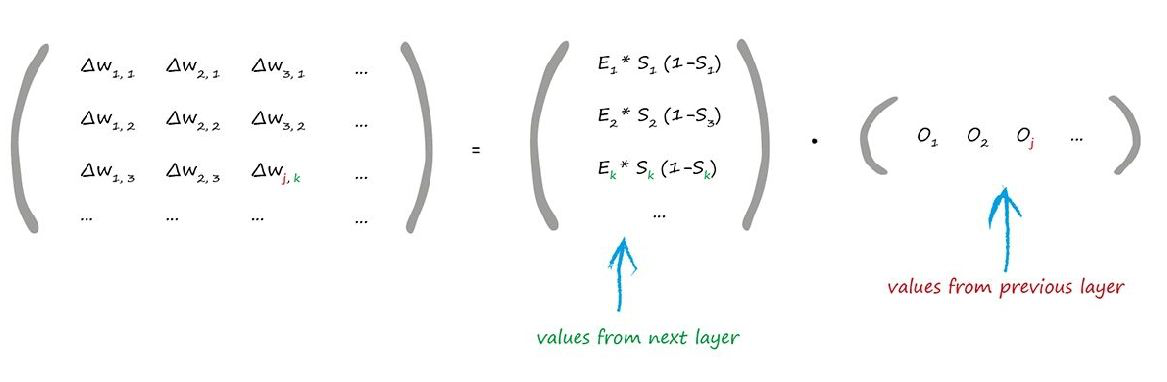 Δw1,1 Δw2,1 Δw3,1 ...
Δw1,2 Δw2,2 Δw3,2 ...
Δw1,3 Δw2,3 Δwj,k ...
... ... ... ...
=
E1 * S1 (1-S1)
E2 * S2 (1-S3)
Ek * Sk (1-Sk)
...
·
O1 O2 Oj ...
values from next layer
values from previous layer